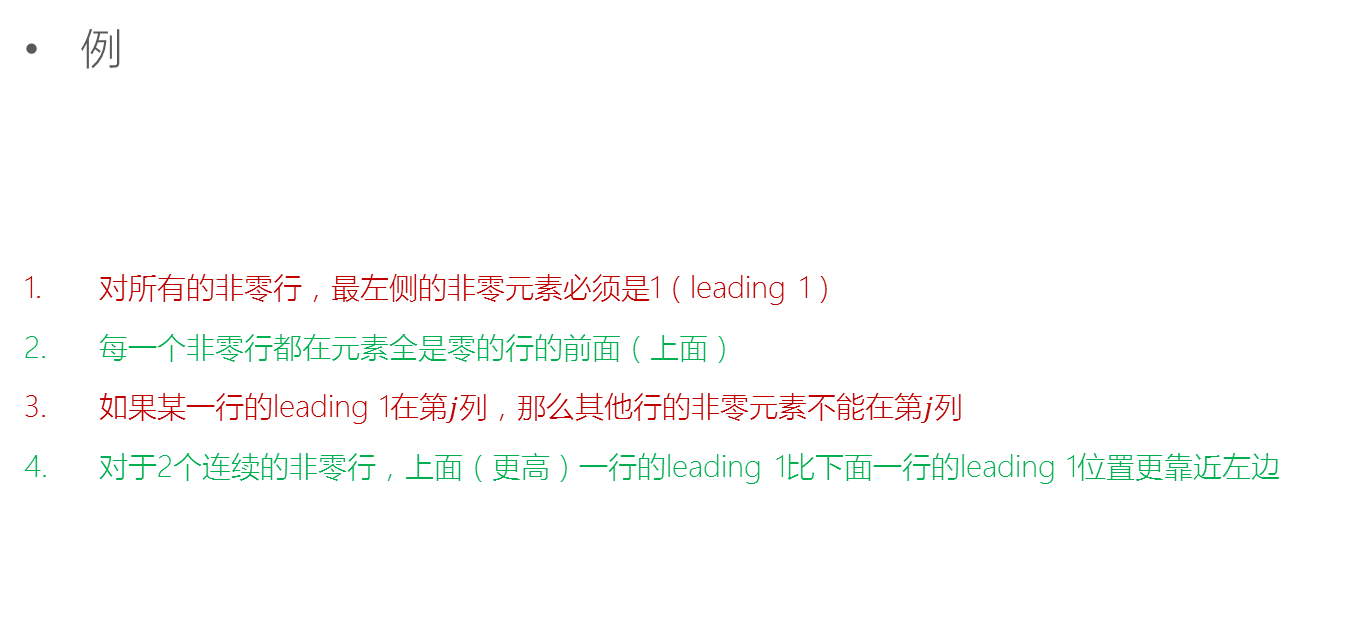 • 例
1. 对所有的非零行，最左侧的非零元素必须是1（leading 1）
2. 每一个非零行都在元素全是零的行的前面（上面）
3. 如果某一行的leading 1在第j列，那么其他行的非零元素不能在第j列
4. 对于2个连续的非零行，上面（更高）一行的leading 1比下面一行的leading 1位置更靠近左边